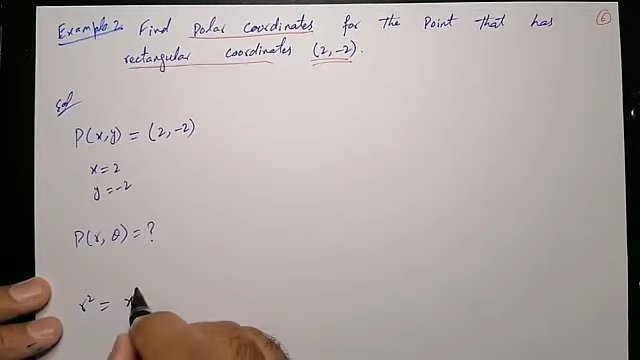 Example 2 Find Polar coordinates for the Point that has 6
rectangular coordinates (2,-2).
Sol
P(x,y) = (2,-2)
x=2
y=-2
P(r, θ) = ?
r² =